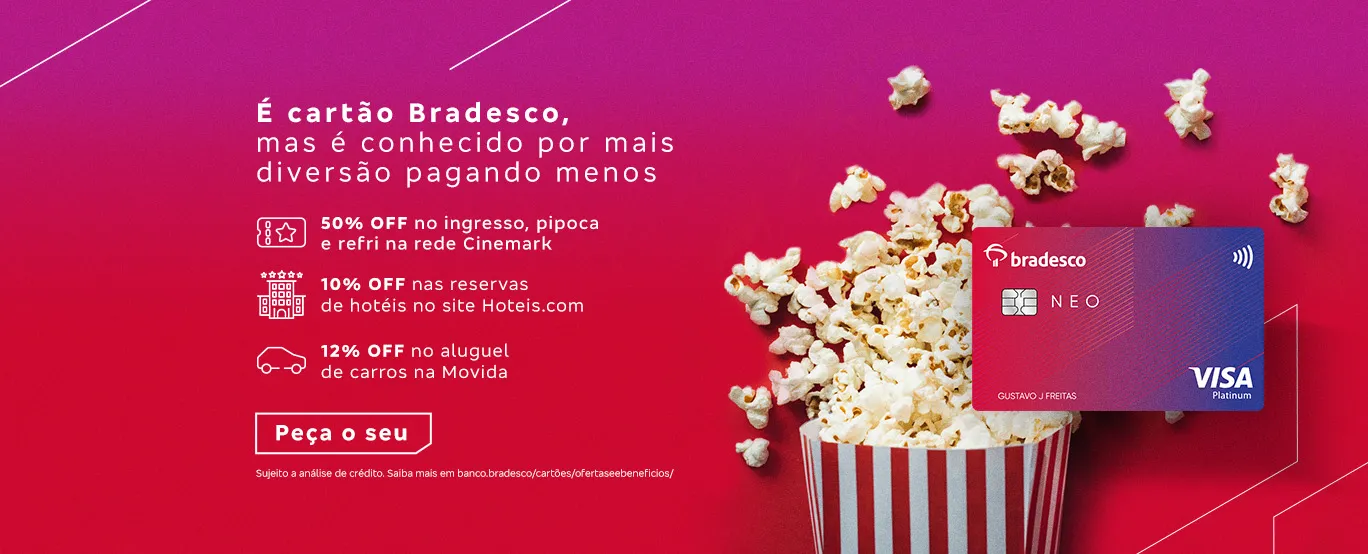 É cartão Bradesco,
mas é conhecido por mais
diversão pagando menos
50% OFF no ingresso, pipoca
e refri na rede Cinemark
10% OFF nas reservas
de hotéis no site Hoteis.com
12% OFF no aluguel
de carros na Movida
Peça o seu
Sujeito a análise de crédito. Saiba mais em banco.bradesco/cartões/ofertaseebeneficios/
bradesco
NEO
VISA
Platinum
GUSTAVO J FREITAS